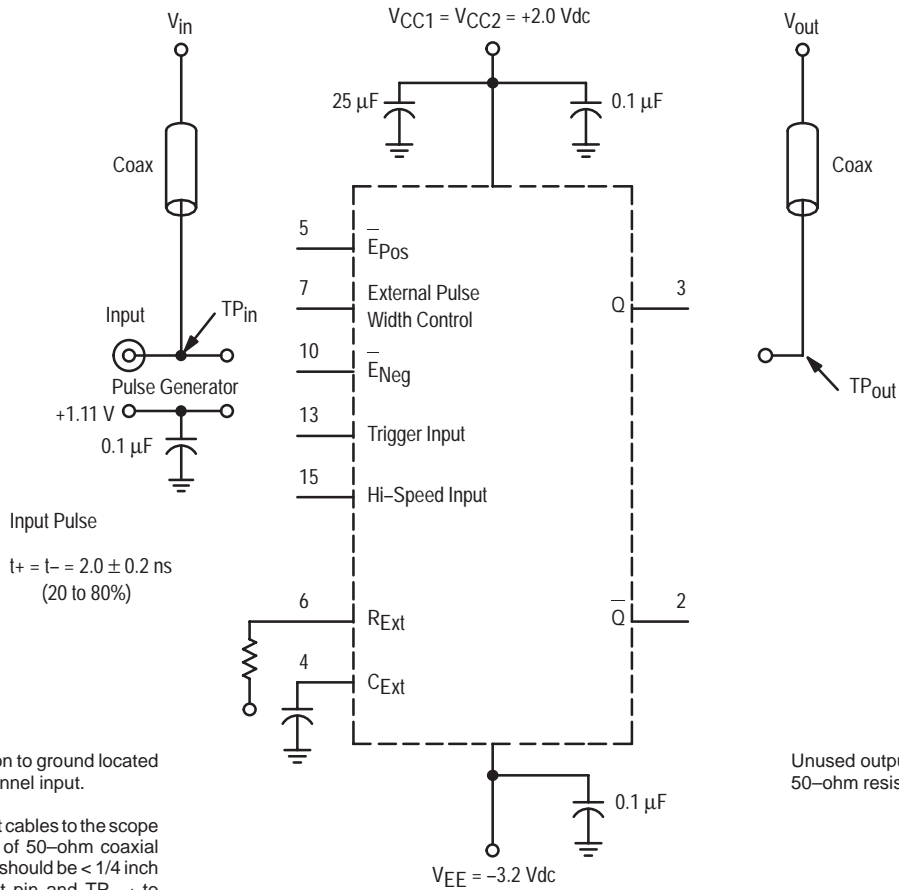 V_in
V_CC1 = V_CC2 = +2.0 Vdc
V_out
25 μF
0.1 μF
Coax
Coax
5
E̅_Pos
7
External Pulse
Width Control
Q
3
Input
TP_in
10
E̅_Neg
Pulse Generator
TP_out
+1.11 V
13
Trigger Input
0.1 μF
15
Hi–Speed Input
Input Pulse
t+ = t– = 2.0 ± 0.2 ns
(20 to 80%)
6
R_Ext
Q̅
2
4
C_Ext
on to ground located
nnel input.
Unused outpu
50–ohm resis
t cables to the scope
of 50–ohm coaxial
should be < 1/4 inch
0.1 μF
t pin and TP to
V_EE = –3.2 Vdc